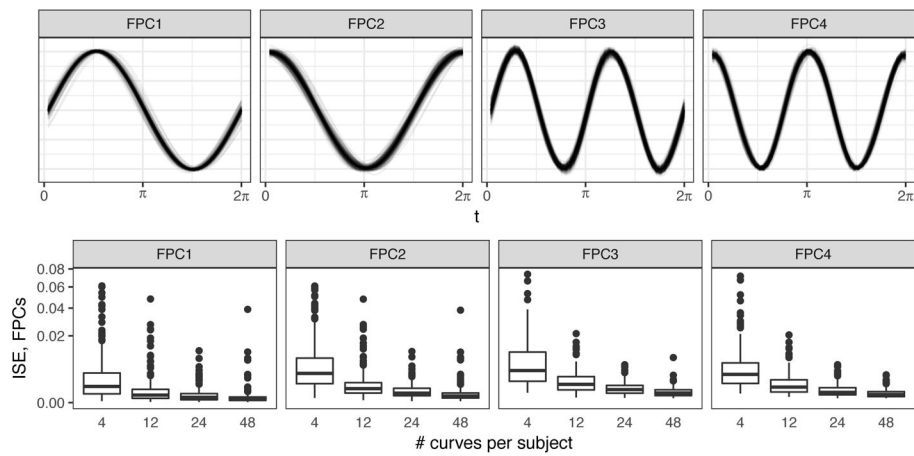 FPC1 FPC2 FPC3 FPC4
0 π 2π 0 π 2π 0 π 2π 0 π 2π
t
FPC1 FPC2 FPC3 FPC4
ISE, FPCs
0.08
0.06
0.04
0.02
0.00
4 12 24 48 4 12 24 48 4 12 24 48 4 12 24 48
# curves per subject